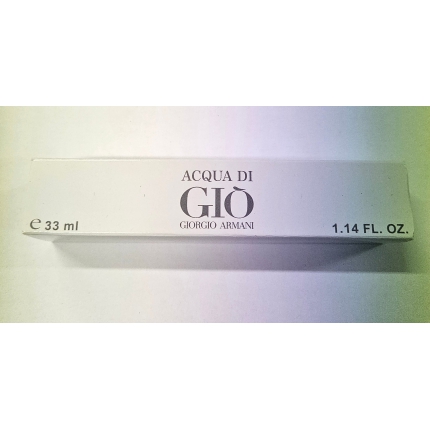 ACQUA DI
GIÒ
GIORGIO ARMANI
℮ 33 ml
1.14 FL. OZ.